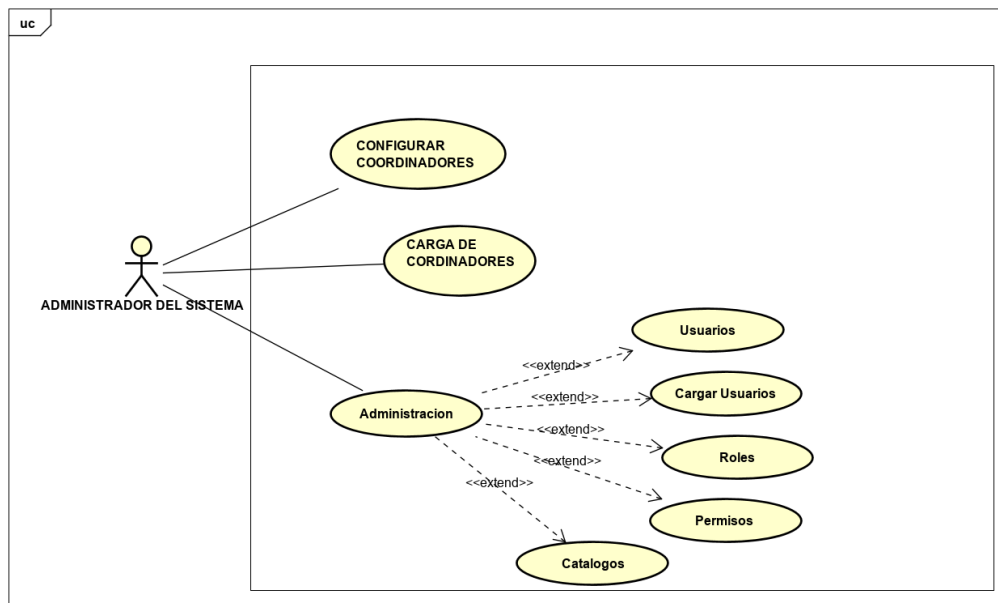 uc
CONFIGURAR
COORDINADORES
CARGA DE
CORDINADORES
ADMINISTRADOR DEL SISTEMA
Usuarios
<<extend>>
Cargar Usuarios
<<extend>>
Administracion
<<extend>>
Roles
<<extend>>
<<extend>>
Permisos
Catalogos